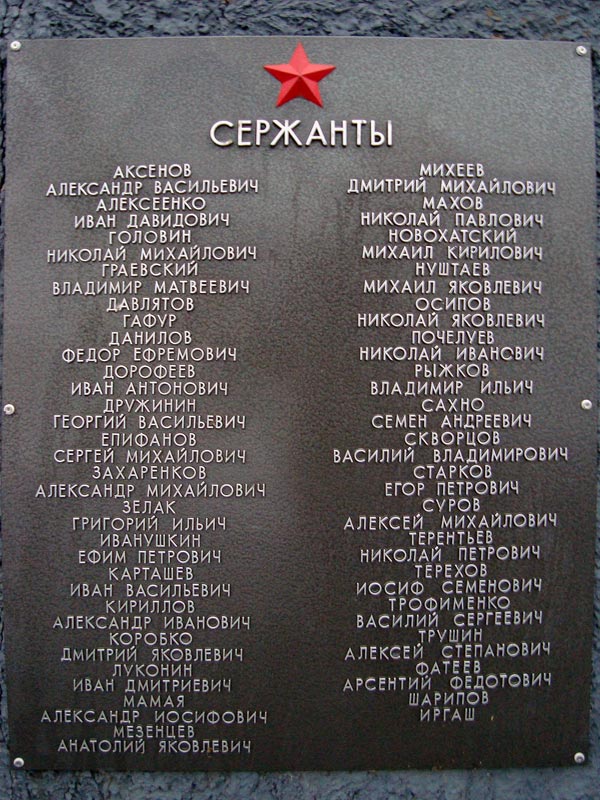 СЕРЖАНТЫ
АКСЕНОВ
АЛЕКСАНДР ВАСИЛЬЕВИЧ
АЛЕКСЕЕНКО
ИВАН ДАВИДОВИЧ
ГОЛОВИН
НИКОЛАЙ МИХАЙЛОВИЧ
ГРАЕВСКИЙ
ВЛАДИМИР МАТВЕЕВИЧ
ДАВЛЯТОВ
ГАФУР
ДАНИЛОВ
ФЕДОР ЕФРЕМОВИЧ
ДОРОФЕЕВ
ИВАН АНТОНОВИЧ
ДРУЖИНИН
ГЕОРГИЙ ВАСИЛЬЕВИЧ
ЕПИФАНОВ
СЕРГЕЙ МИХАЙЛОВИЧ
ЗАХАРЕНКОВ
АЛЕКСАНДР МИХАЙЛОВИЧ
ЗЕЛАК
ГРИГОРИЙ ИЛЬИЧ
ИВАНУШКИН
ЕФИМ ПЕТРОВИЧ
КАРТАШЕВ
ИВАН ВАСИЛЬЕВИЧ
КИРИЛЛОВ
АЛЕКСАНДР ИВАНОВИЧ
КОРОБКО
ДМИТРИЙ ЯКОВЛЕВИЧ
ЛУКОНИН
ИВАН ДМИТРИЕВИЧ
МАМАЯ
АЛЕКСАНДР ИОСИФОВИЧ
МЕЗЕНЦЕВ
АНАТОЛИЙ ЯКОВЛЕВИЧ
МИХЕЕВ
ДМИТРИЙ МИХАЙЛОВИЧ
МАХОВ
НИКОЛАЙ ПАВЛОВИЧ
НОВОХАТСКИЙ
МИХАИЛ КИРИЛОВИЧ
НУШТАЕВ
МИХАИЛ ЯКОВЛЕВИЧ
ОСИПОВ
НИКОЛАЙ ЯКОВЛЕВИЧ
ПОЧЕЛУЕВ
НИКОЛАЙ ИВАНОВИЧ
РЫЖКОВ
ВЛАДИМИР ИЛЬИЧ
САХНО
СЕМЕН АНДРЕЕВИЧ
СКВОРЦОВ
ВАСИЛИЙ ВЛАДИМИРОВИЧ
СТАРКОВ
ЕГОР ПЕТРОВИЧ
СУРОВ
АЛЕКСЕЙ МИХАЙЛОВИЧ
ТЕРЕНТЬЕВ
НИКОЛАЙ ПЕТРОВИЧ
ТЕРЕХОВ
ИОСИФ СЕМЕНОВИЧ
ТРОФИМЕНКО
ВАСИЛИЙ СЕРГЕЕВИЧ
ТРУШИН
АЛЕКСЕЙ СТЕПАНОВИЧ
ФАТЕЕВ
АРСЕНТИЙ ФЕДОТОВИЧ
ШАРИПОВ
ИРГАШ